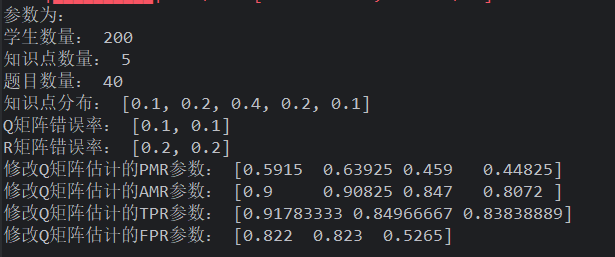 参数为：
学生数量： 200
知识点数量： 5
题目数量： 40
知识点分布： [0.1, 0.2, 0.4, 0.2, 0.1]
Q矩阵错误率： [0.1, 0.1]
R矩阵错误率： [0.2, 0.2]
修改Q矩阵估计的PMR参数： [0.5915  0.63925 0.459   0.44825]
修改Q矩阵估计的AMR参数： [0.9     0.90825 0.847   0.8072 ]
修改Q矩阵估计的TPR参数： [0.91783333 0.84966667 0.83838889]
修改Q矩阵估计的FPR参数： [0.822  0.823  0.5265]